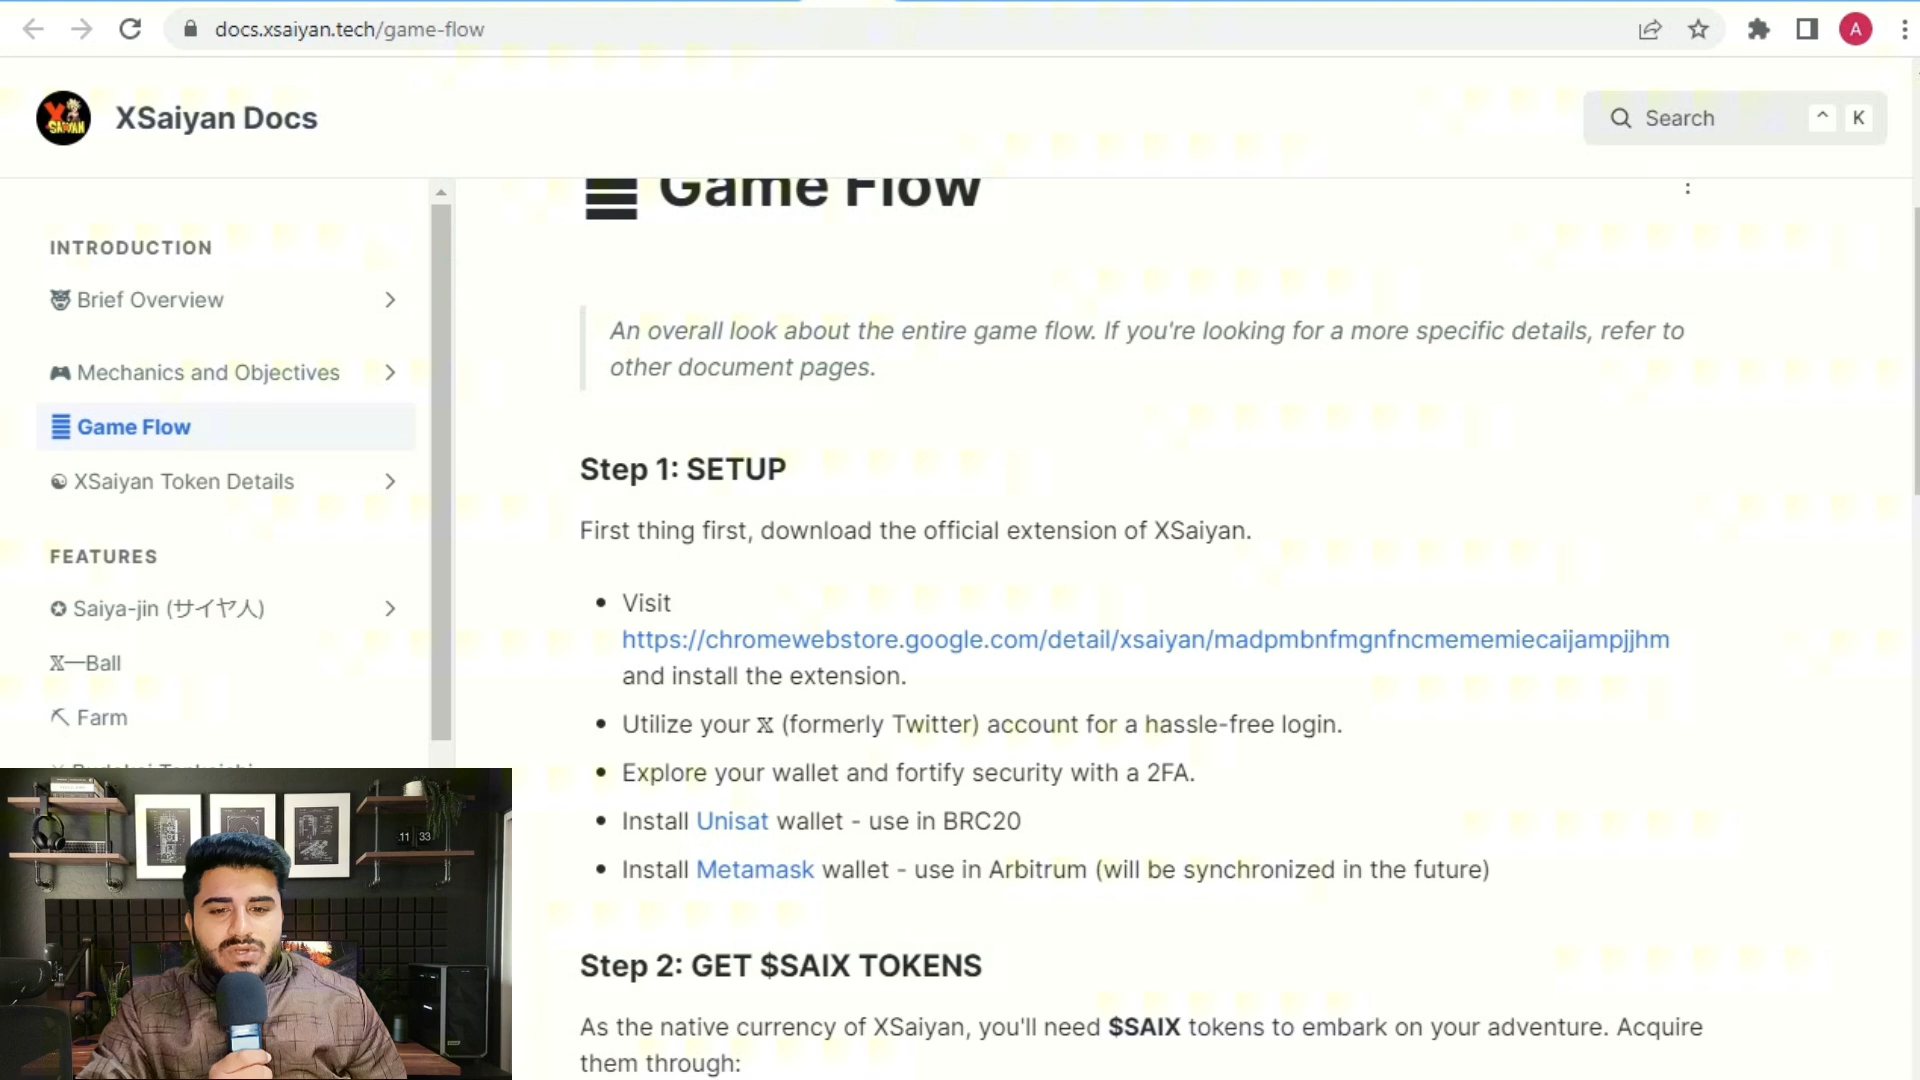 docs.xsaiyan.tech/game-flow
A
XSAIYAN
XSaiyan Docs
Search
^ K
Game Flow
INTRODUCTION
Brief Overview
Mechanics and Objectives
Game Flow
XSaiyan Token Details
FEATURES
Saiya-jin (サイヤ人)
𝕏—Ball
Farm
An overall look about the entire game flow. If you're looking for a more specific details, refer to
other document pages.
Step 1: SETUP
First thing first, download the official extension of XSaiyan.
• Visit
https://chromewebstore.google.com/detail/xsaiyan/madpmbnfmgnfncmememiecaijampjjhm
and install the extension.
• Utilize your 𝕏 (formerly Twitter) account for a hassle-free login.
• Explore your wallet and fortify security with a 2FA.
• Install Unisat wallet - use in BRC20
• Install Metamask wallet - use in Arbitrum (will be synchronized in the future)
Step 2: GET $SAIX TOKENS
As the native currency of XSaiyan, you'll need $SAIX tokens to embark on your adventure. Acquire
them through:
11 33